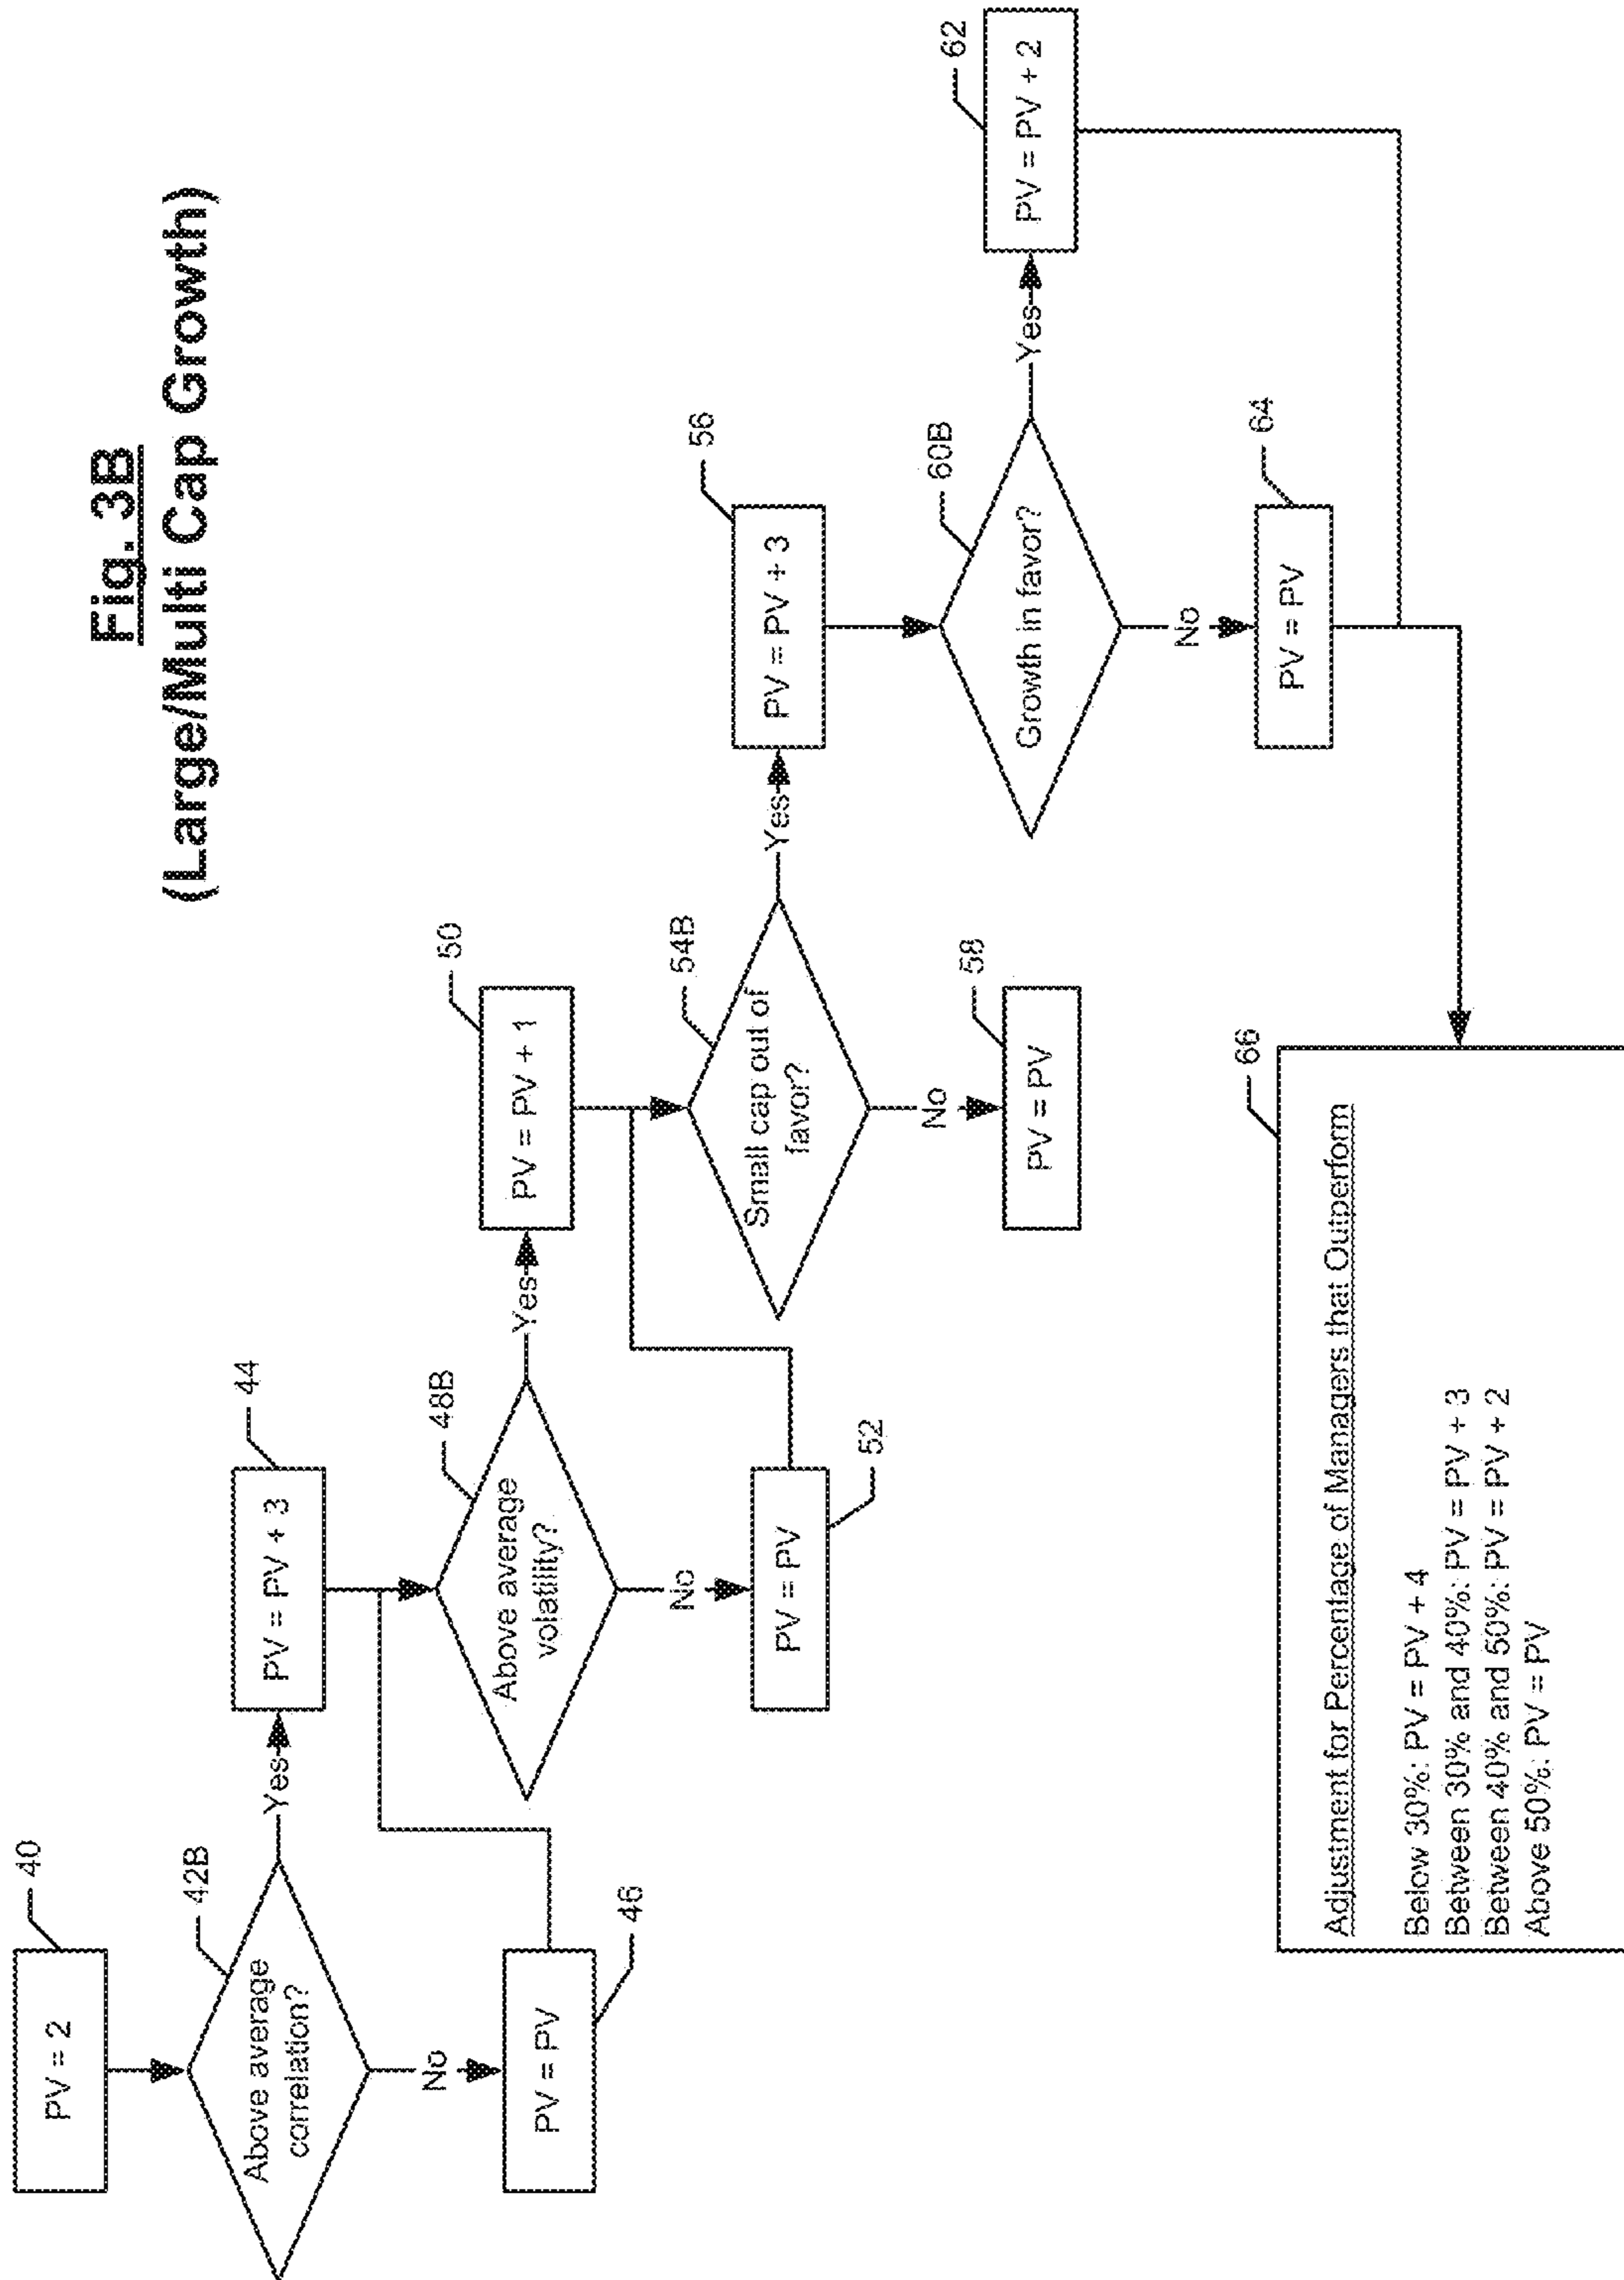 Fig. 3B
(Large/Multi Cap Growth)
40
PV = 2
42B
Above average
correlation?
Yes
No
44
PV = PV + 3
46
PV = PV
48B
Above average
volatility?
Yes
No
50
PV = PV + 1
52
PV = PV
54B
Small cap out of
favor?
Yes
No
56
PV = PV + 3
58
PV = PV
60B
Growth in favor?
Yes
No
62
PV = PV + 2
64
PV = PV
66
Adjustment for Percentage of Managers that Outperform
Below 30%: PV = PV + 4
Between 30% and 40%: PV = PV + 3
Between 40% and 50%: PV = PV + 2
Above 50%: PV = PV